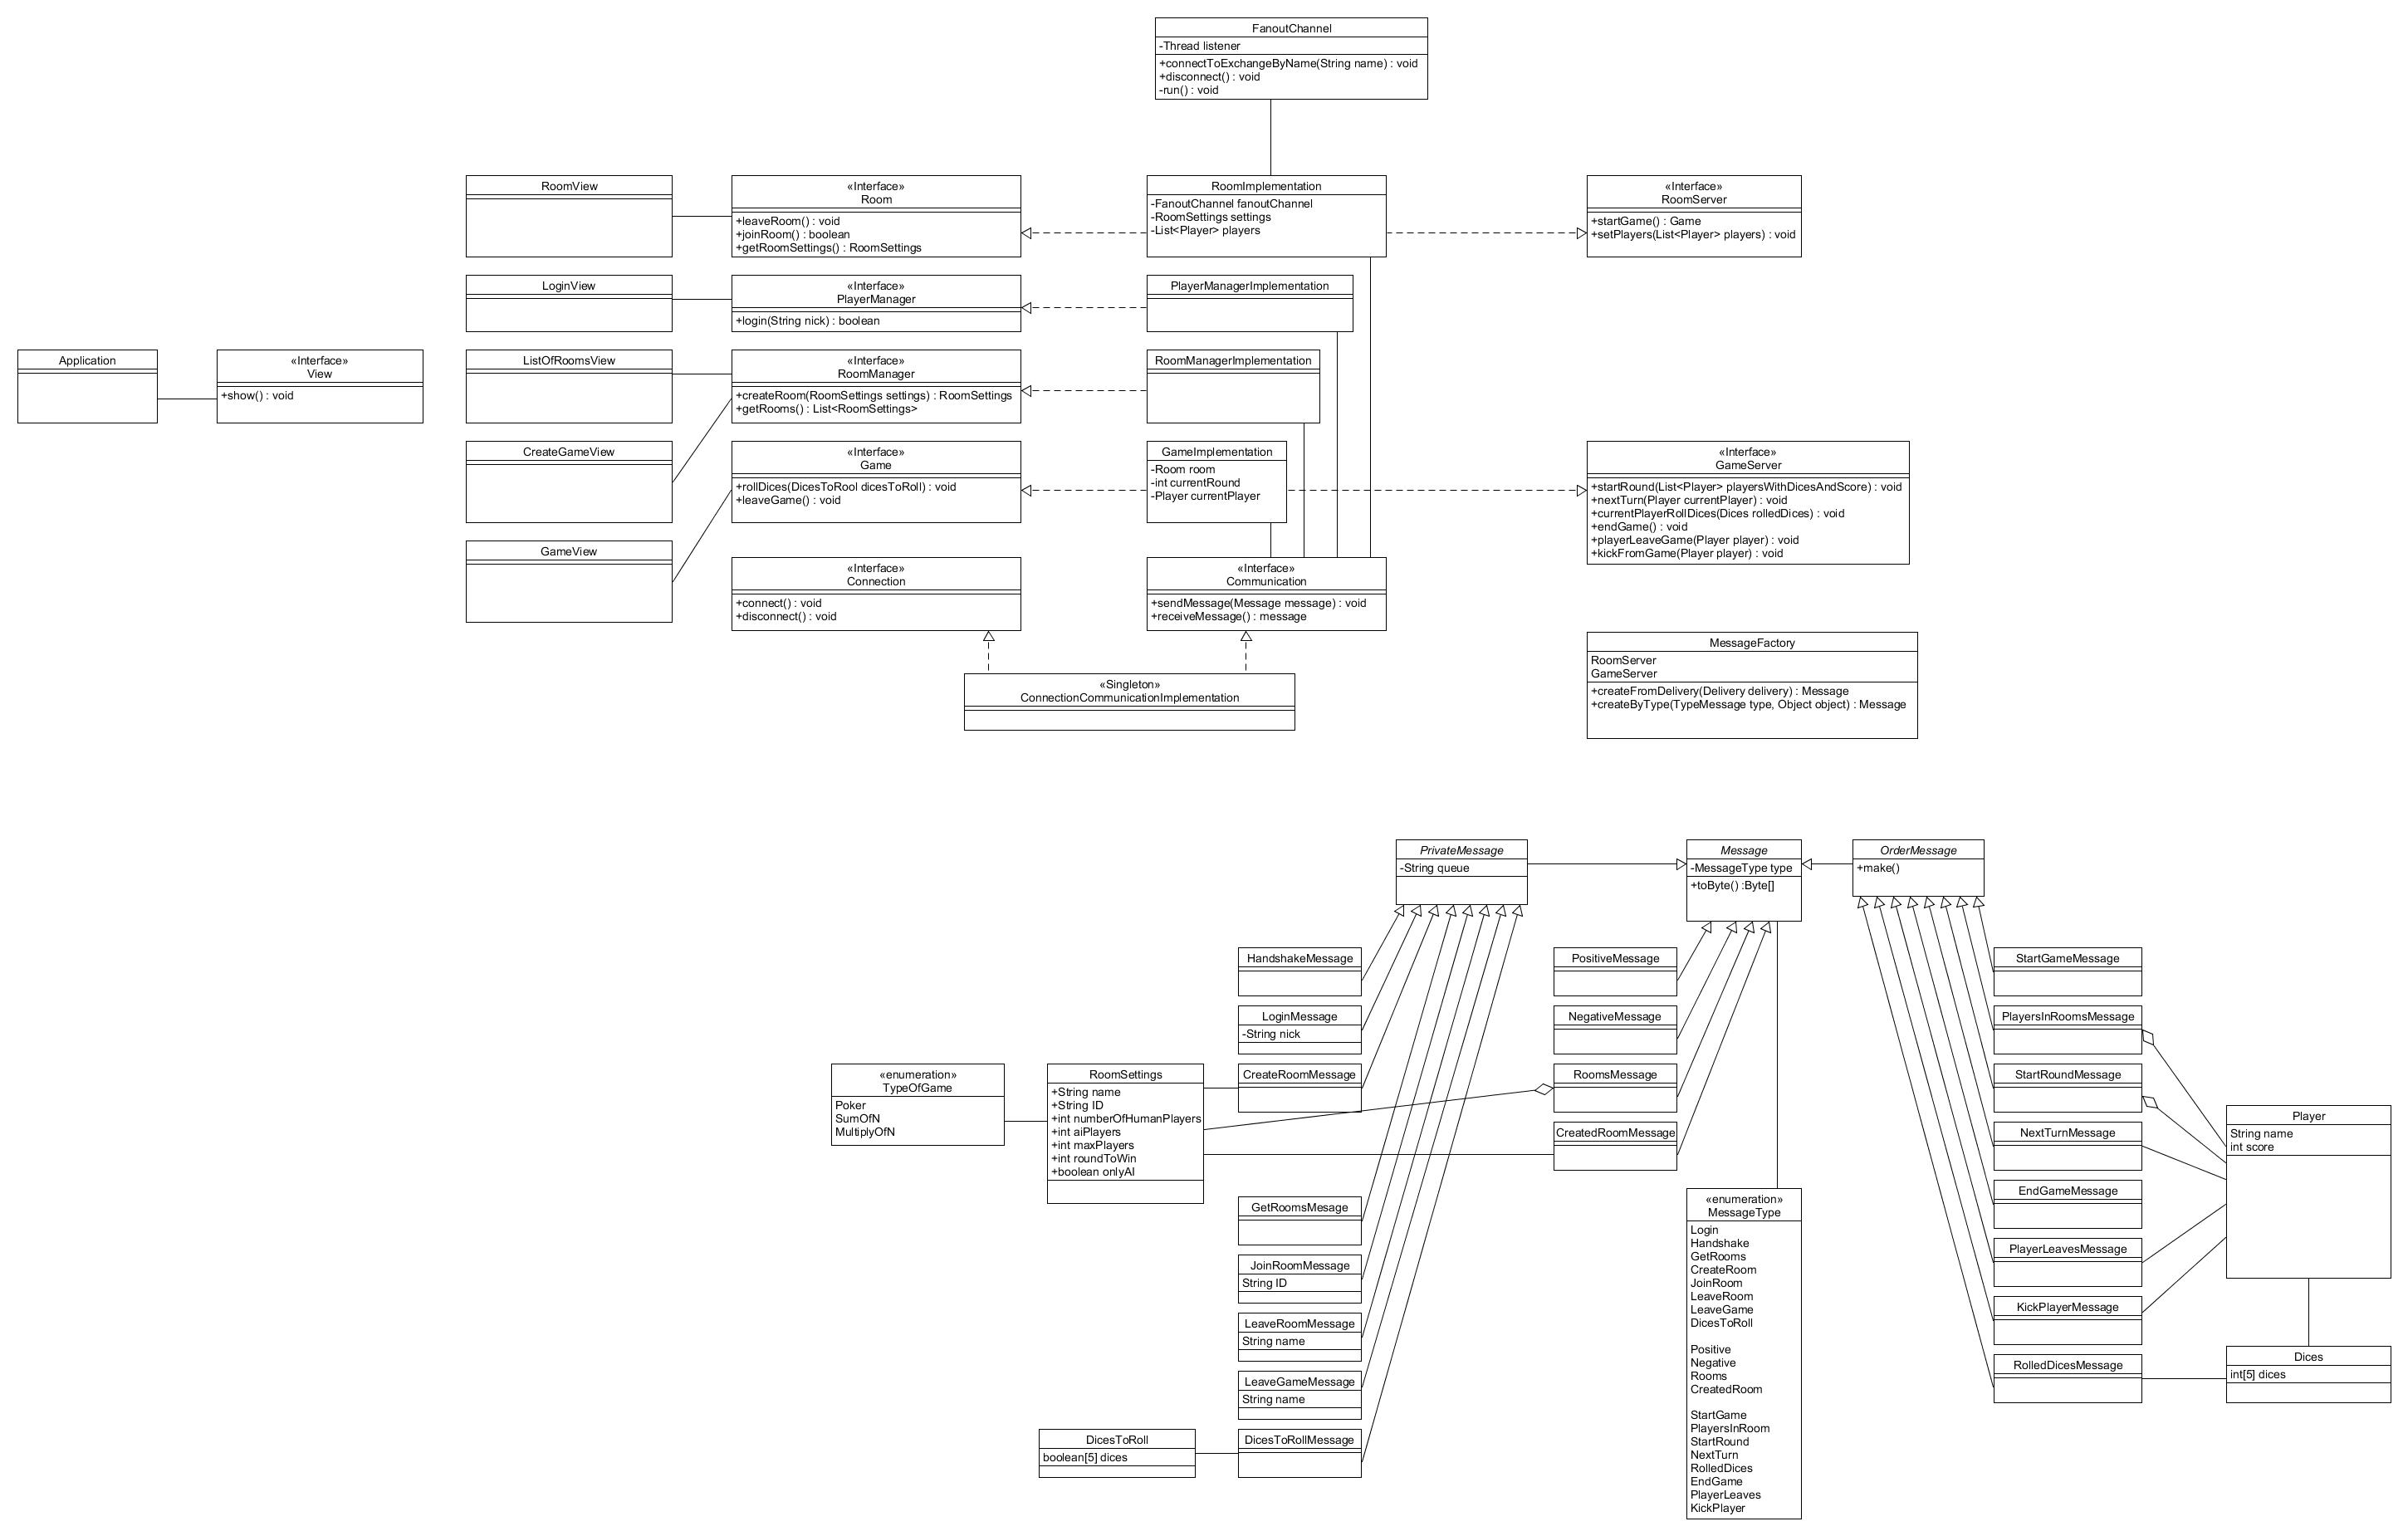 FanoutChannel
-Thread listener
+connectToExchangeByName(String name) : void
+disconnect() : void
-run() : void
RoomView
«Interface»
Room
+leaveRoom() : void
+joinRoom() : boolean
+getRoomSettings() : RoomSettings
RoomImplementation
-FanoutChannel fanoutChannel
-RoomSettings settings
-List<Player> players
«Interface»
RoomServer
+startGame() : Game
+setPlayers(List<Player> players) : void
LoginView
«Interface»
PlayerManager
+login(String nick) : boolean
PlayerManagerImplementation
Application
«Interface»
View
+show() : void
ListOfRoomsView
«Interface»
RoomManager
+createRoom(RoomSettings settings) : RoomSettings
+getRooms() : List<RoomSettings>
RoomManagerImplementation
CreateGameView
«Interface»
Game
+rollDices(DicesToRool dicesToRoll) : void
+leaveGame() : void
GameImplementation
-Room room
-int currentRound
-Player currentPlayer
«Interface»
GameServer
+startRound(List<Player> playersWithDicesAndScore) : void
+nextTurn(Player currentPlayer) : void
+currentPlayerRollDices(Dices rolledDices) : void
+endGame() : void
+playerLeaveGame(Player player) : void
+kickFromGame(Player player) : void
GameView
«Interface»
Connection
+connect() : void
+disconnect() : void
«Interface»
Communication
+sendMessage(Message message) : void
+receiveMessage() : message
«Singleton»
ConnectionCommunicationImplementation
MessageFactory
RoomServer
GameServer
+createFromDelivery(Delivery delivery) : Message
+createByType(TypeMessage type, Object object) : Message
PrivateMessage
-String queue
Message
-MessageType type
+toByte() :Byte[]
OrderMessage
+make()
HandshakeMessage
LoginMessage
-String nick
CreateRoomMessage
PositiveMessage
NegativeMessage
RoomsMessage
CreatedRoomMessage
StartGameMessage
PlayersInRoomsMessage
StartRoundMessage
NextTurnMessage
EndGameMessage
PlayerLeavesMessage
KickPlayerMessage
RolledDicesMessage
«enumeration»
TypeOfGame
Poker
SumOfN
MultiplyOfN
RoomSettings
+String name
+String ID
+int numberOfHumanPlayers
+int aiPlayers
+int maxPlayers
+int roundToWin
+boolean onlyAI
Player
String name
int score
GetRoomsMesage
JoinRoomMessage
String ID
LeaveRoomMessage
String name
LeaveGameMessage
String name
DicesToRoll
boolean[5] dices
DicesToRollMessage
«enumeration»
MessageType
Login
Handshake
GetRooms
CreateRoom
JoinRoom
LeaveRoom
LeaveGame
DicesToRoll
Positive
Negative
Rooms
CreatedRoom
StartGame
PlayersInRoom
StartRound
NextTurn
RolledDices
EndGame
PlayerLeaves
KickPlayer
Dices
int[5] dices